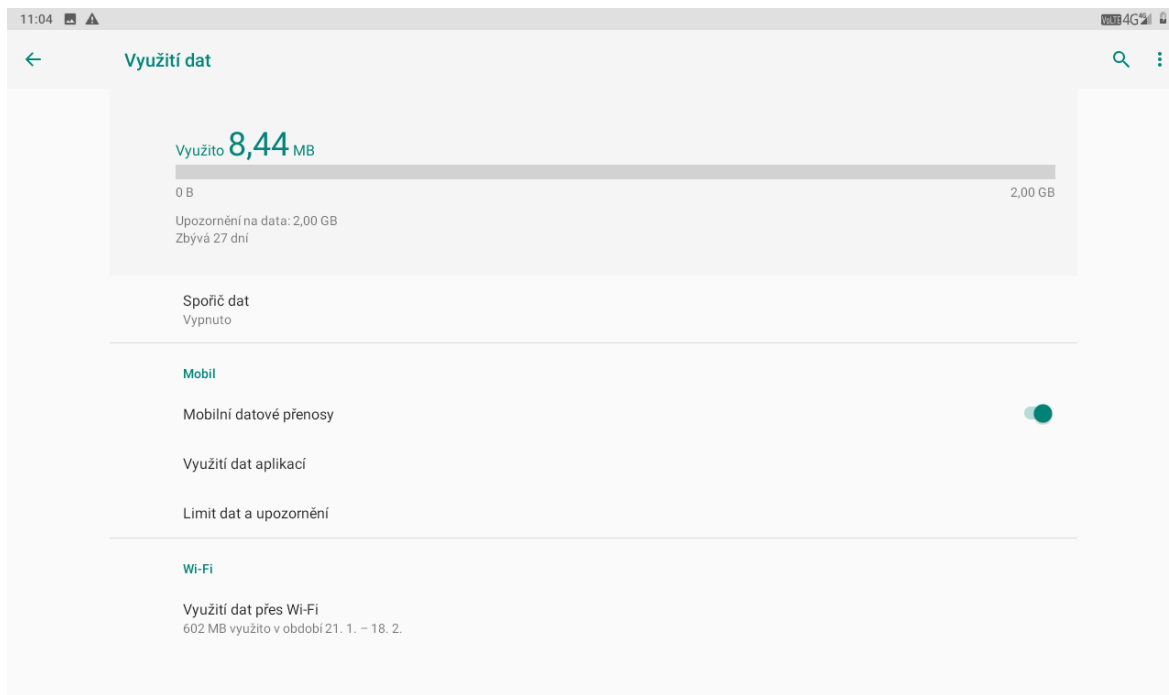 11:04 VoLTE 4G
Využití dat
Využito 8,44 MB
0 B 2,00 GB
Upozornění na data: 2,00 GB
Zbývá 27 dní
Spořič dat
Vypnuto
Mobil
Mobilní datové přenosy
Využití dat aplikací
Limit dat a upozornění
Wi-Fi
Využití dat přes Wi-Fi
602 MB využito v období 21. 1. – 18. 2.